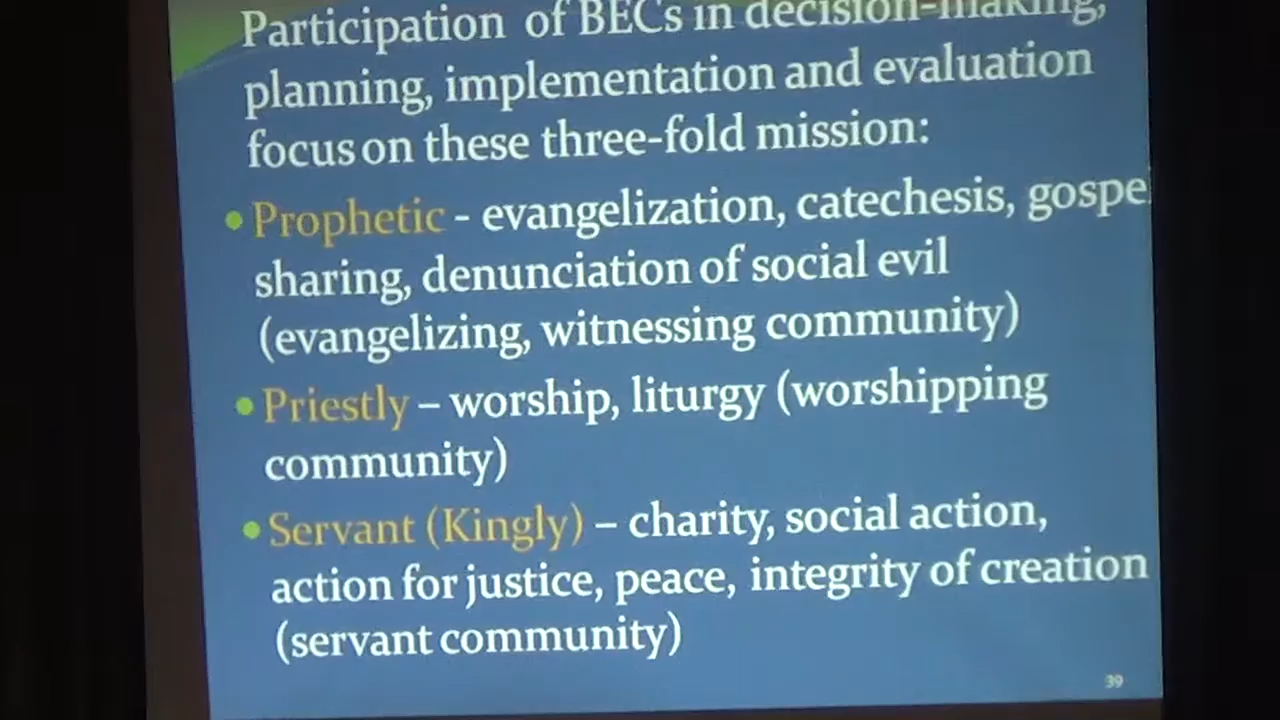 Participation of BECs in decision-making,
planning, implementation and evaluation
focus on these three-fold mission:
• Prophetic - evangelization, catechesis, gospel
sharing, denunciation of social evil
(evangelizing, witnessing community)
• Priestly – worship, liturgy (worshipping
community)
• Servant (Kingly) – charity, social action,
action for justice, peace, integrity of creation
(servant community)
39